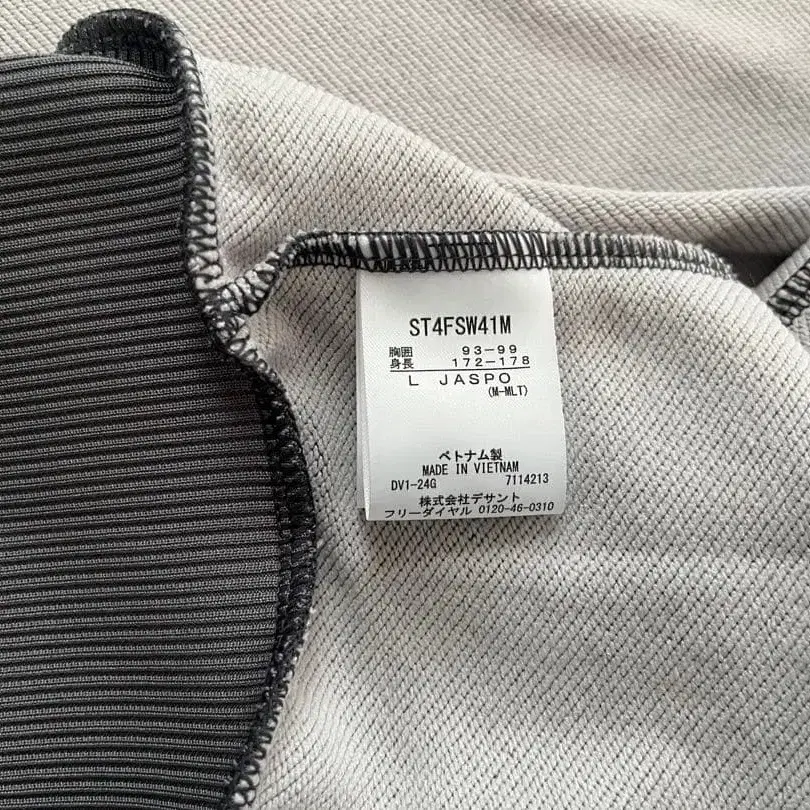 ST4FSW41M
胸囲 93-99
身長 172-178
L JASPO
(M-MLT)
ベトナム製
MADE IN VIETNAM
DV1-24G 7114213
株式会社デサント
フリーダイヤル 0120-46-0310